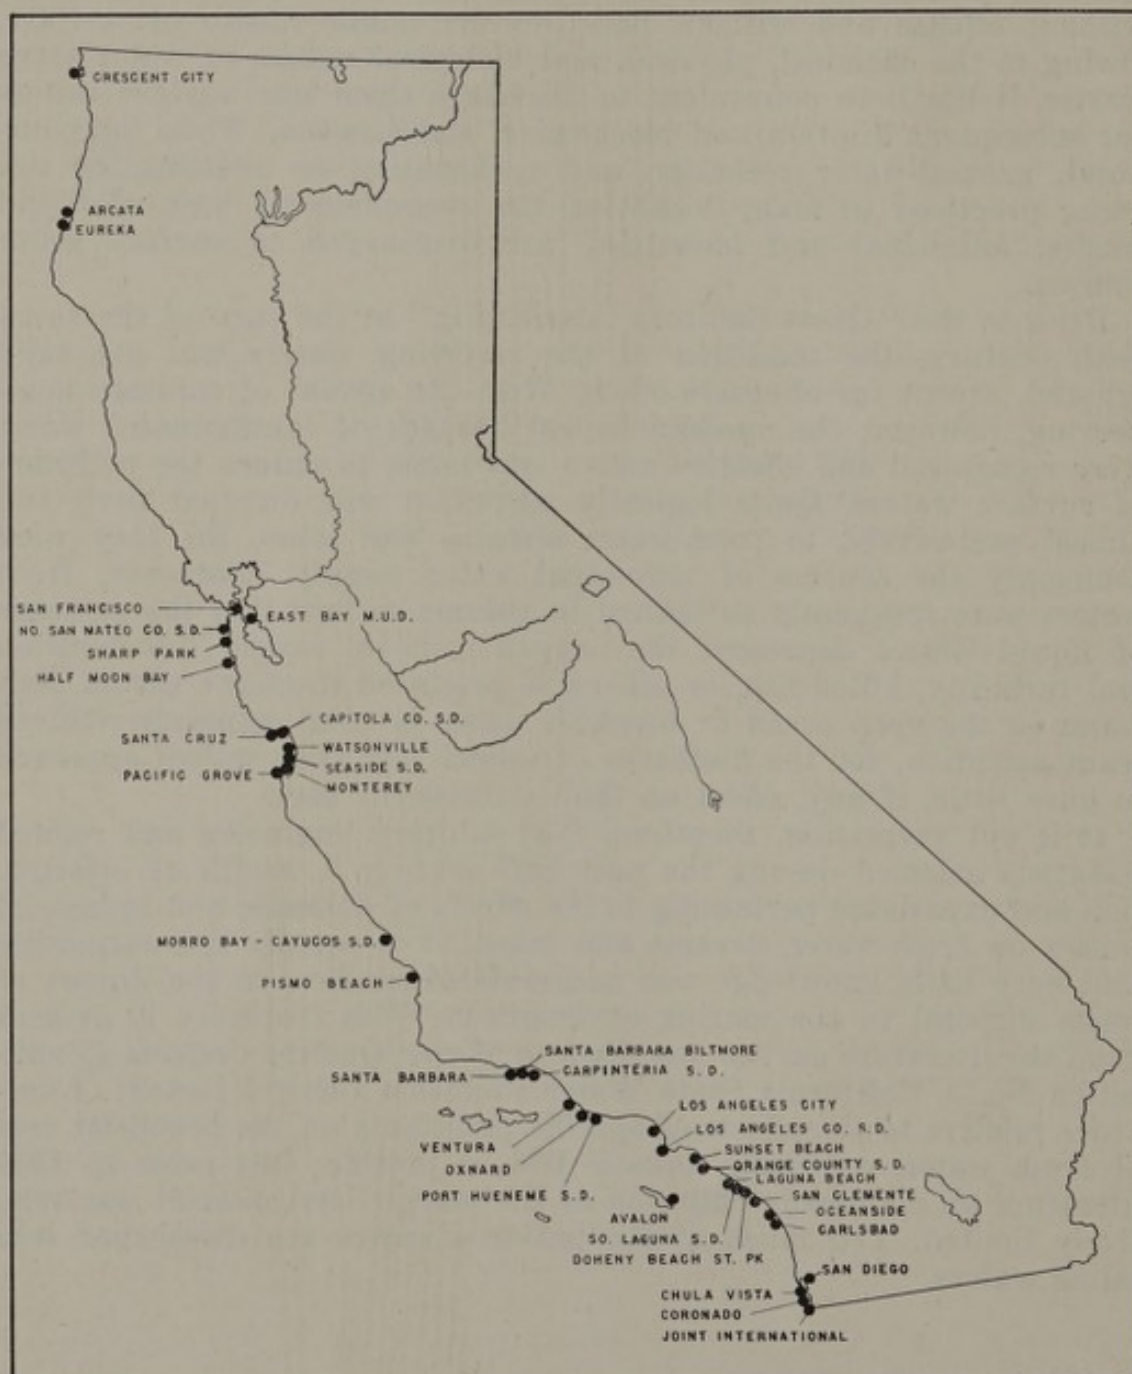 CRESCENT CITY
ARCATA
EUREKA
SAN FRANCISCO
EAST BAY M.U.D.
NO. SAN MATEO CO. S.D.
SHARP PARK
HALF MOON BAY
CAPITOLA CO. S.D.
SANTA CRUZ
WATSONVILLE
SEASIDE S.D.
PACIFIC GROVE
MONTEREY
MORRO BAY - CAYUGOS S.D.
PISMO BEACH
SANTA BARBARA BILTMORE
SANTA BARBARA
CARPINTERIA S.D.
LOS ANGELES CITY
LOS ANGELES CO. S.D.
VENTURA
SUNSET BEACH
OXNARD
ORANGE COUNTY S.D.
LAGUNA BEACH
PORT HUENEME S.D.
SAN CLEMENTE
OCEANSIDE
AVALON
CARLSBAD
SO. LAGUNA S.D.
DOHENY BEACH ST. PK
SAN DIEGO
CHULA VISTA
CORONADO
JOINT INTERNATIONAL